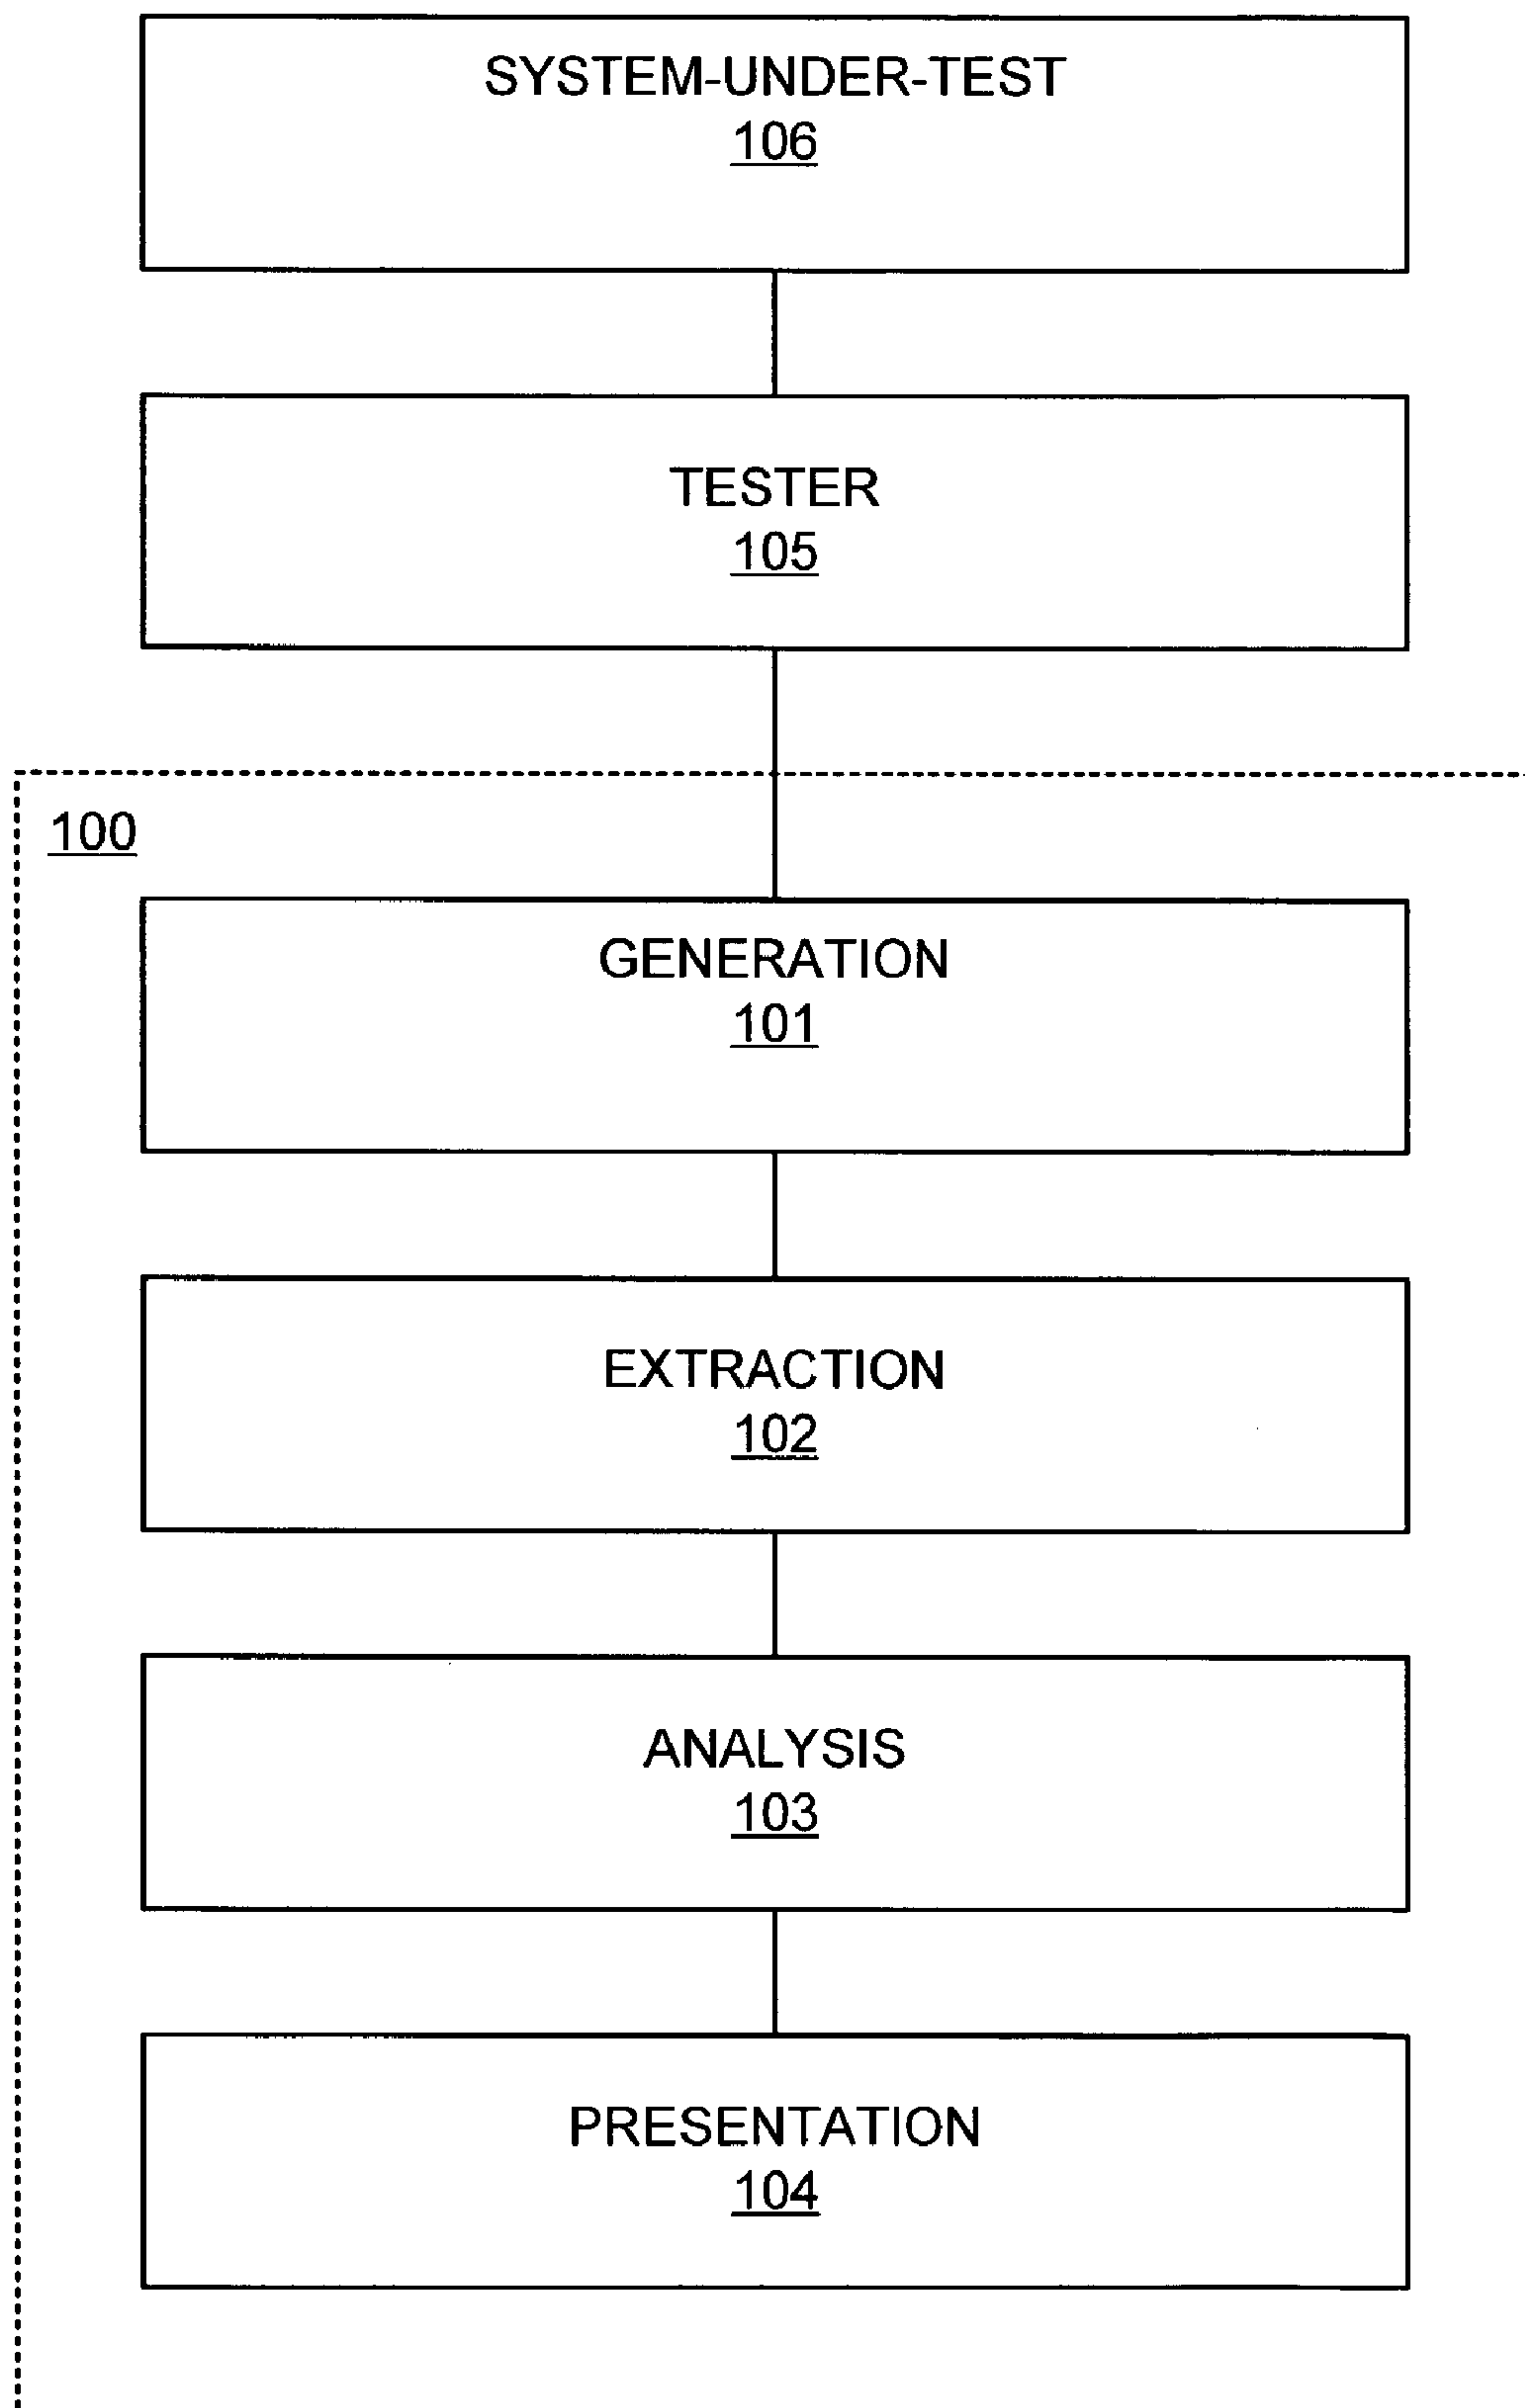 SYSTEM-UNDER-TEST
106
TESTER
105
100
GENERATION
101
EXTRACTION
102
ANALYSIS
103
PRESENTATION
104